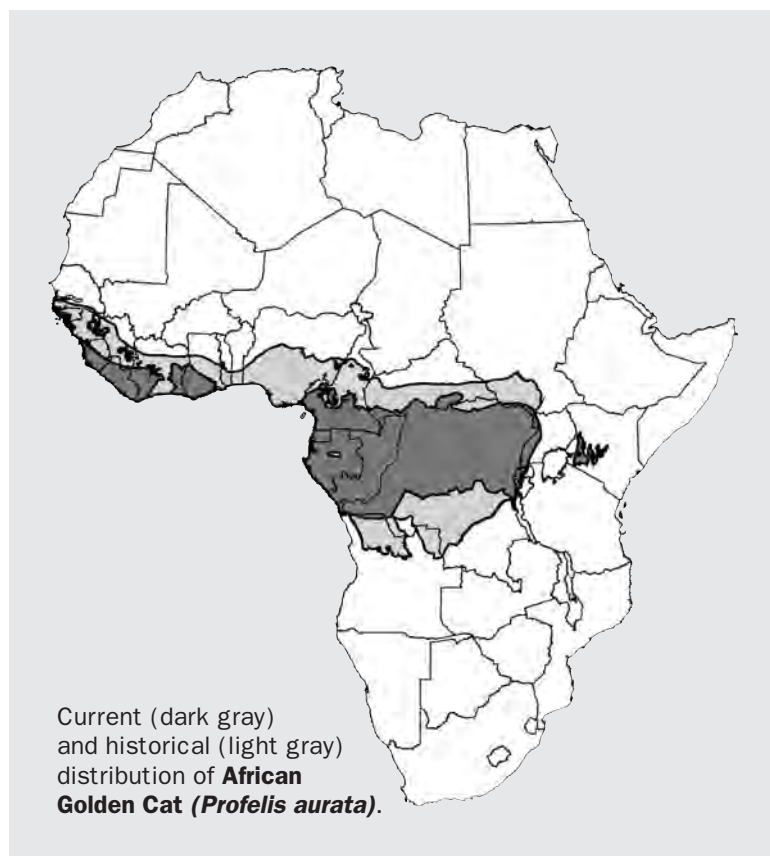 Current (dark gray)
and historical (light gray)
distribution of African
Golden Cat (Profelis aurata).